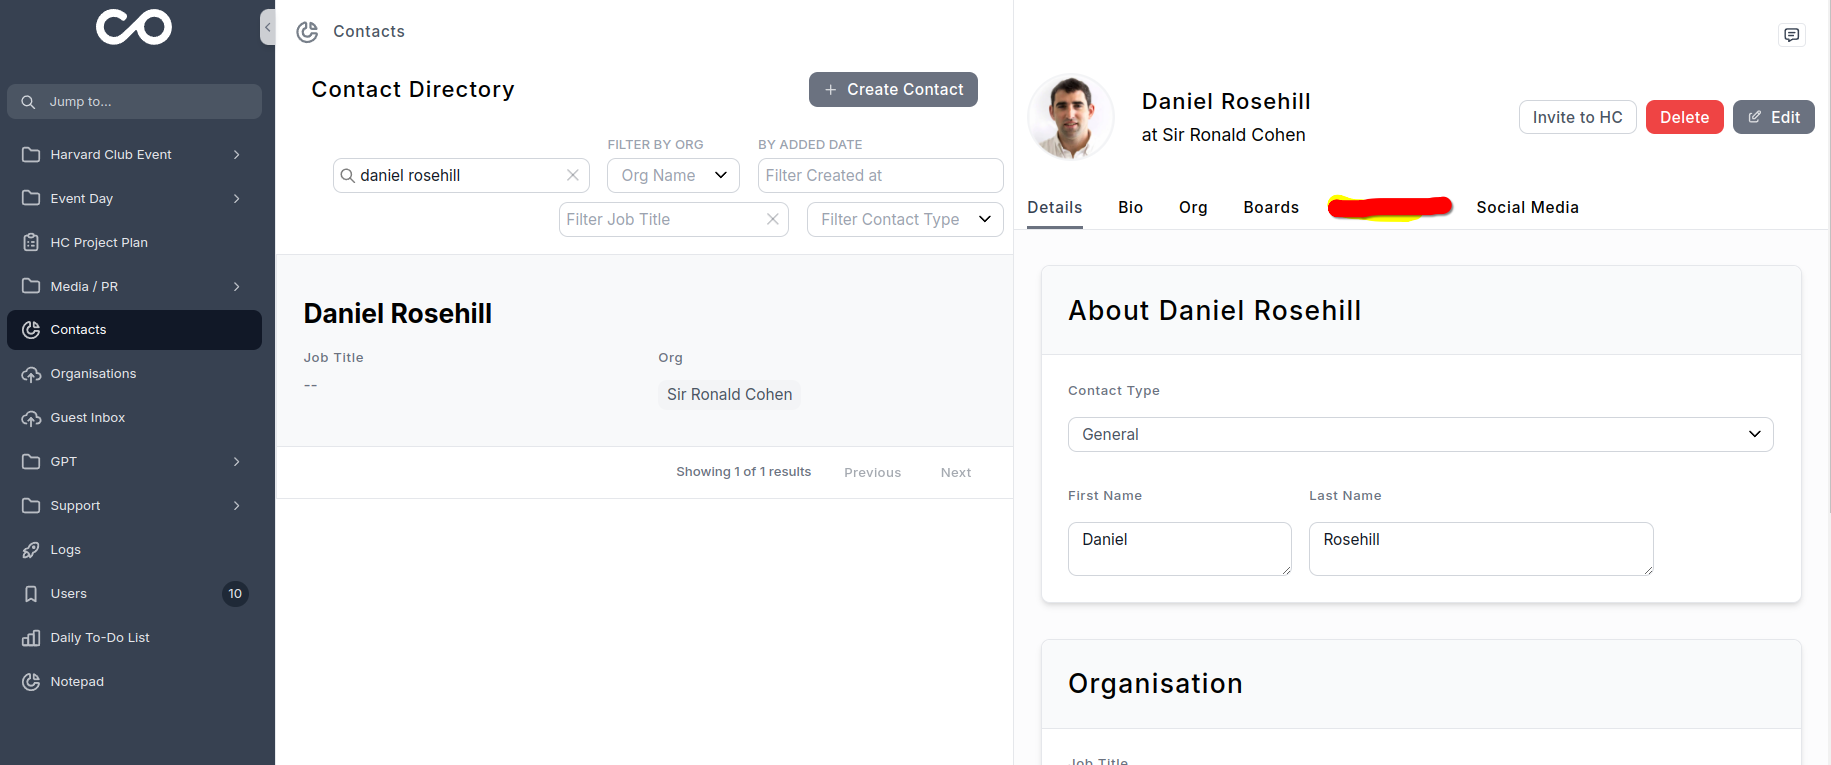 Jump to...
Harvard Club Event
Event Day
HC Project Plan
Media / PR
Contacts
Organisations
Guest Inbox
GPT
Support
Logs
Users 10
Daily To-Do List
Notepad
Contacts
Contact Directory
+ Create Contact
FILTER BY ORG
BY ADDED DATE
daniel rosehill
Org Name
Filter Created at
Filter Job Title
Filter Contact Type
Daniel Rosehill
Job Title
Org
--
Sir Ronald Cohen
Showing 1 of 1 results
Previous
Next
Daniel Rosehill
at Sir Ronald Cohen
Invite to HC
Delete
Edit
Details
Bio
Org
Boards
Social Media
About Daniel Rosehill
Contact Type
General
First Name
Last Name
Daniel
Rosehill
Organisation
Job Title